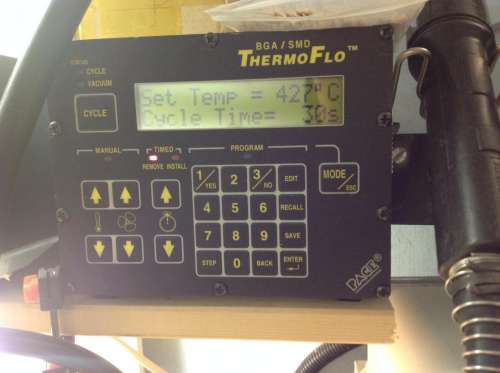 BGA / SMD
THERMOFLO™
STATUS
CYCLE
VACUUM
CYCLE
Set Temp = 427°C
Cycle Time= 30s
MANUAL
TIMED
REMOVE INSTALL
PROGRAM
1/YES 2 3/NO EDIT
MODE/ESC
4 5 6 RECALL
7 8 9 SAVE
STEP 0 BACK ENTER
PACE®